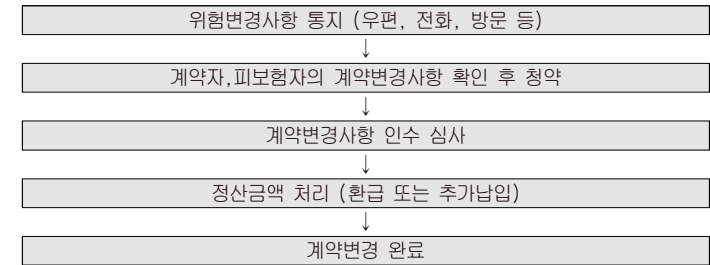 위험변경사항 통지 (우편, 전화, 방문 등)
↓
계약자,피보험자의 계약변경사항 확인 후 청약
↓
계약변경사항 인수 심사
↓
정산금액 처리 (환급 또는 추가납입)
↓
계약변경 완료